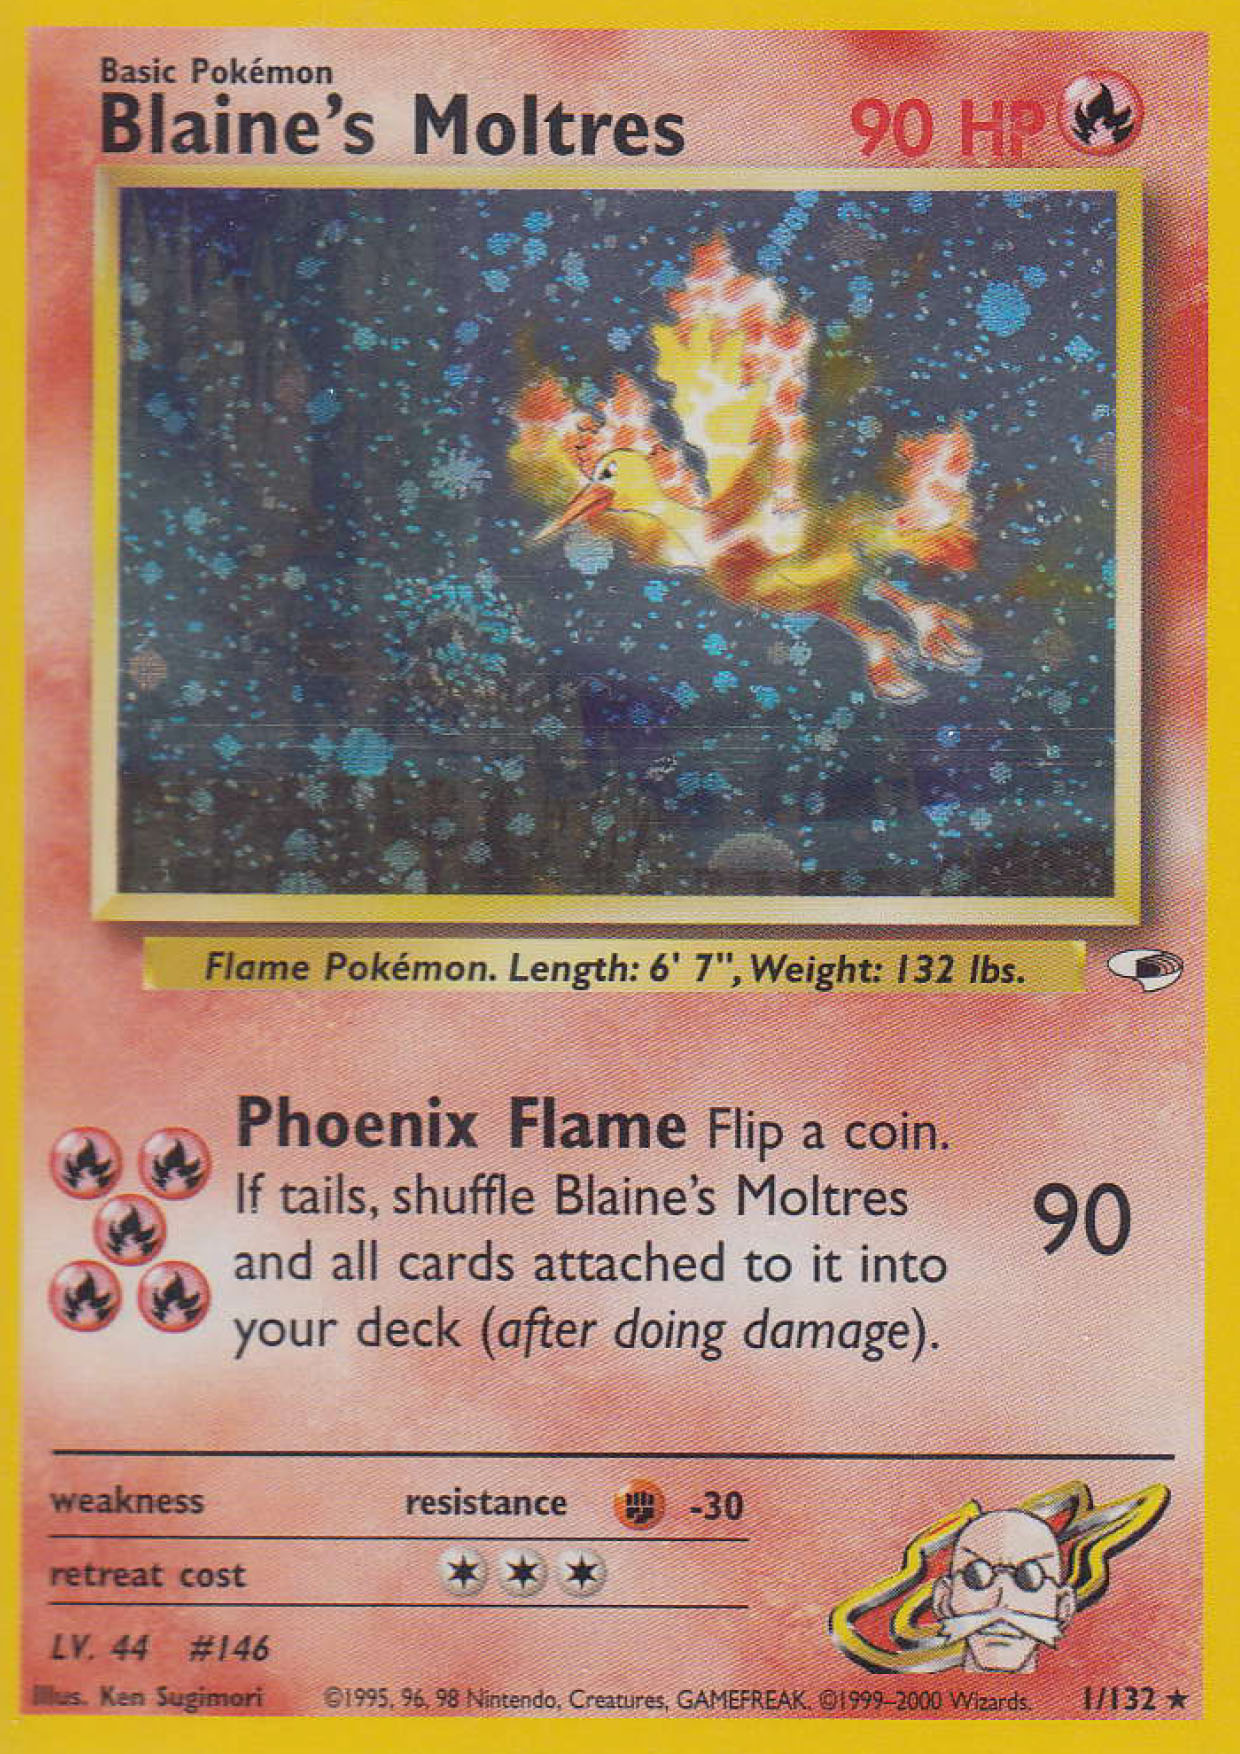 Basic Pokémon
Blaine's Moltres 90 HP
Flame Pokémon. Length: 6' 7", Weight: 132 lbs.
Phoenix Flame Flip a coin.
If tails, shuffle Blaine's Moltres
and all cards attached to it into
your deck (after doing damage).
90
weakness resistance -30
retreat cost
LV. 44 #146
Illus. Ken Sugimori ©1995, 96, 98 Nintendo, Creatures, GAMEFREAK. ©1999–2000 Wizards. 1/132 ★